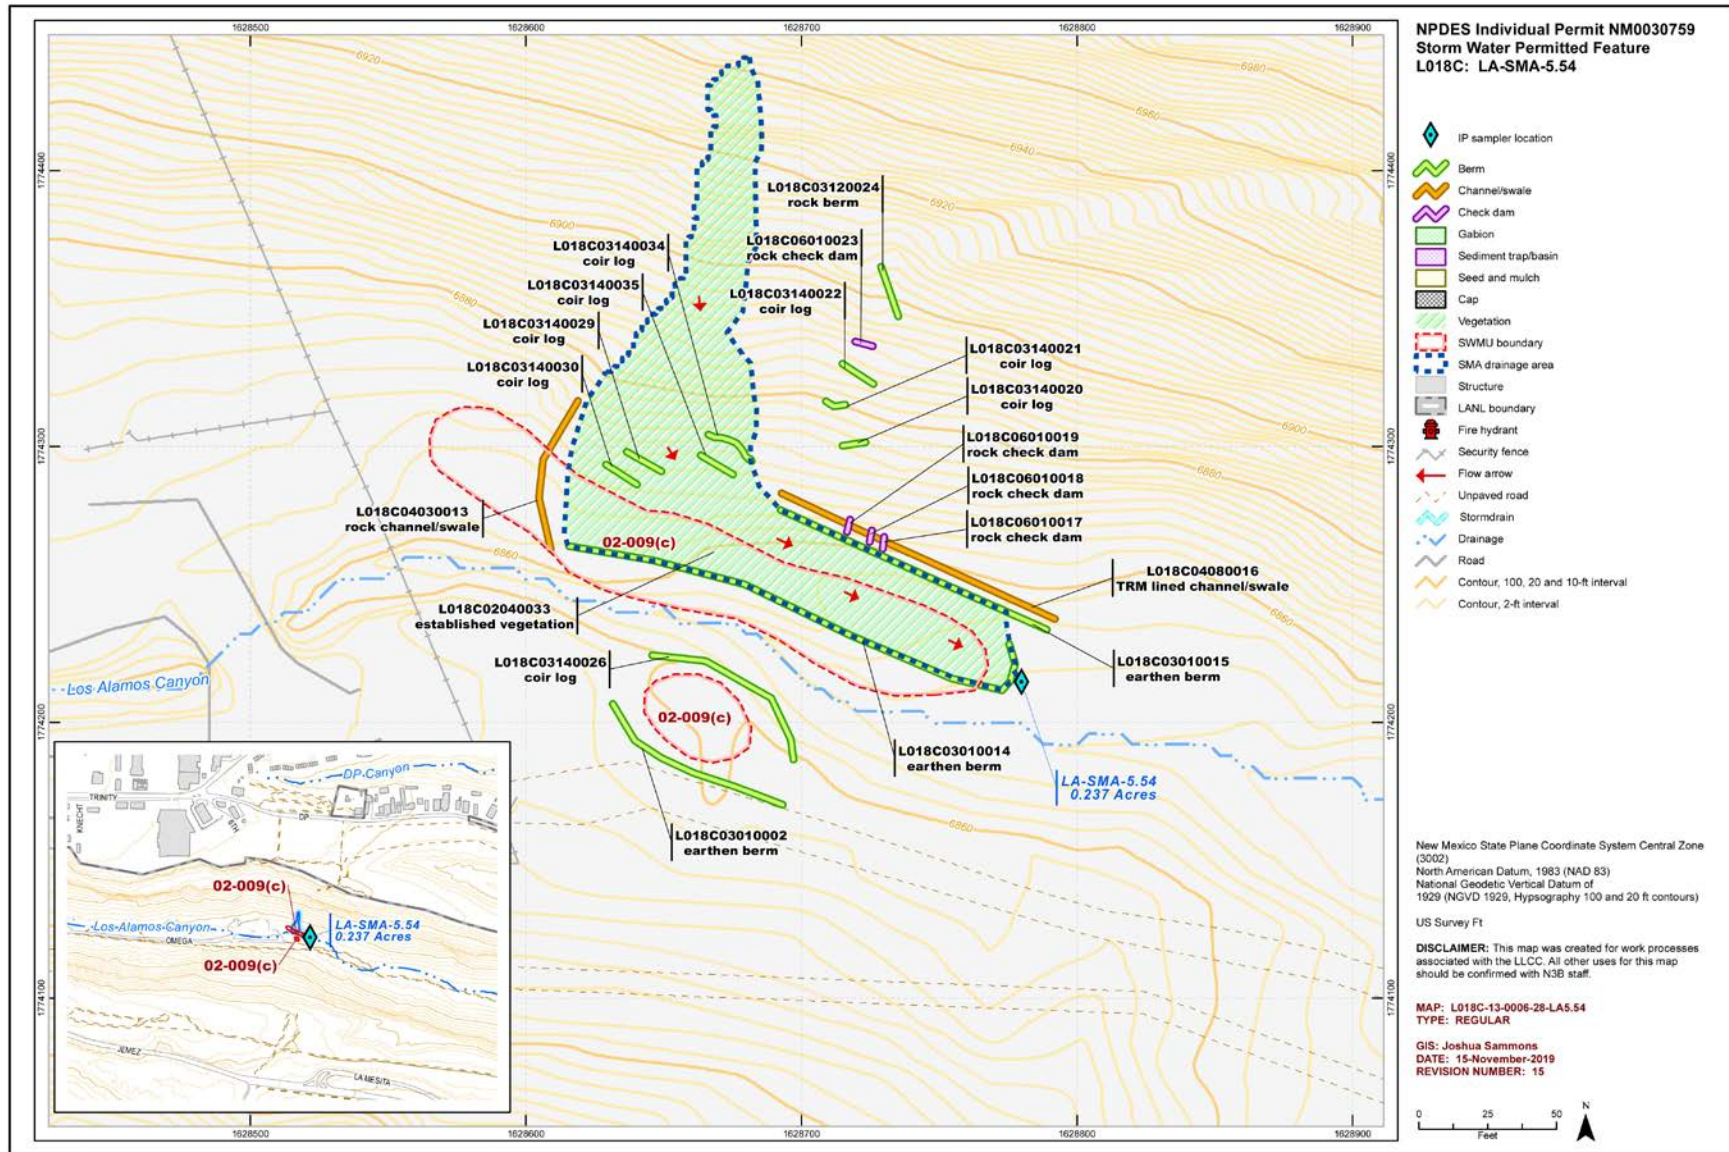 NPDES Individual Permit NM0030759
Storm Water Permitted Feature
L018C: LA-SMA-5.54
IP sampler location
Berm
Channel/swale
Check dam
Gabion
Sediment trap/basin
Seed and mulch
Cap
Vegetation
SWMU boundary
SMA drainage area
Structure
LANL boundary
Fire hydrant
Security fence
Flow arrow
Unpaved road
Stormdrain
Drainage
Road
Contour, 100, 20 and 10-ft interval
Contour, 2-ft interval
New Mexico State Plane Coordinate System Central Zone
(3002)
North American Datum, 1983 (NAD 83)
National Geodetic Vertical Datum of
1929 (NGVD 1929, Hypsography 100 and 20 ft contours)
US Survey Ft
DISCLAIMER: This map was created for work processes
associated with the LLCC. All other uses for this map
should be confirmed with N3B staff.
MAP: L018C-13-0006-28-LA5.54
TYPE: REGULAR
GIS: Joshua Sammons
DATE: 15-November-2019
REVISION NUMBER: 15
0 25 50
Feet
N
1628500 1628600 1628700 1628800 1628900
1774400 1774400
1774300 1774300
1774200 1774200
1774100 1774100
1628500 1628600 1628700 1628800 1628900
6920
6980
6960
6940
6920
6900
6880
6900
6880
6860
6860
6860
L018C03120024
rock berm
L018C03140034
coir log
L018C06010023
rock check dam
L018C03140035
coir log
L018C03140022
coir log
L018C03140029
coir log
L018C03140021
coir log
L018C03140030
coir log
L018C03140020
coir log
L018C06010019
rock check dam
L018C06010018
rock check dam
L018C04030013
rock channel/swale
L018C06010017
rock check dam
02-009(c)
L018C04080016
TRM lined channel/swale
L018C02040033
established vegetation
L018C03140026
coir log
L018C03010015
earthen berm
Los Alamos Canyon
02-009(c)
L018C03010014
earthen berm
LA-SMA-5.54
0.237 Acres
L018C03010002
earthen berm
DP-Canyon
TRINITY
KNECHT
6TH
DP
02-009(c)
Los-Alamos-Canyon
OMEGA
LA-SMA-5.54
0.237 Acres
02-009(c)
JEMEZ
LA MESITA